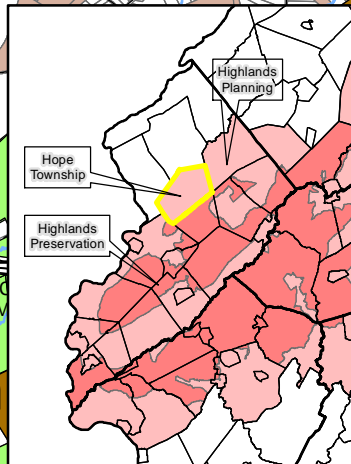 Highlands
Planning
Hope
Township
Highlands
Preservation